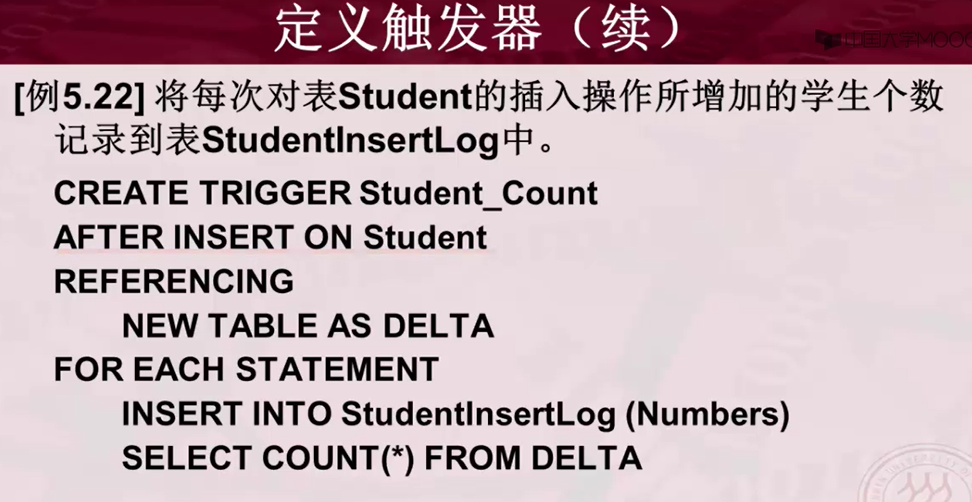 定义触发器（续）
中国大学MOOC
[例5.22] 将每次对表Student的插入操作所增加的学生个数
记录到表StudentInsertLog中。
CREATE TRIGGER Student_Count
AFTER INSERT ON Student
REFERENCING
NEW TABLE AS DELTA
FOR EACH STATEMENT
INSERT INTO StudentInsertLog (Numbers)
SELECT COUNT(*) FROM DELTA